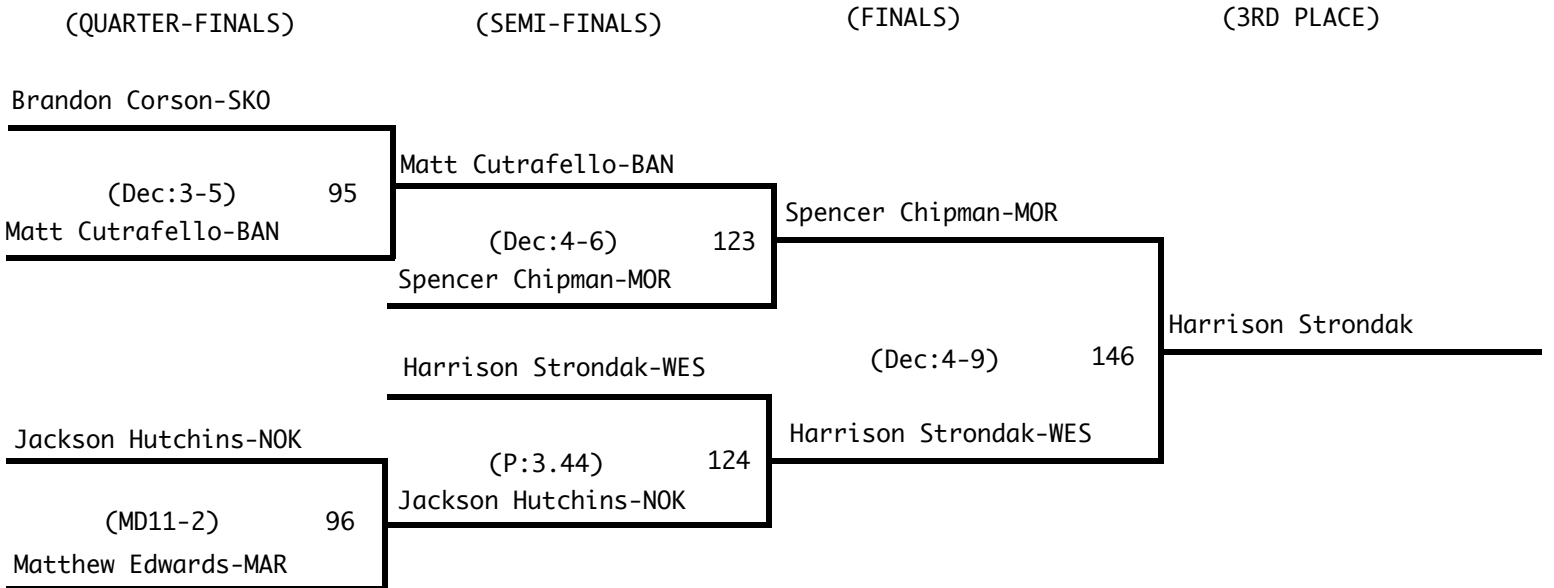 (QUARTER-FINALS) (SEMI-FINALS) (FINALS) (3RD PLACE)
Brandon Corson-SKO
(Dec:3-5) 95
Matt Cutrafello-BAN
Matt Cutrafello-BAN
(Dec:4-6) 123
Spencer Chipman-MOR
Spencer Chipman-MOR
Harrison Strondak-WES
(Dec:4-9) 146
Harrison Strondak
Jackson Hutchins-NOK
(P:3.44) 124
Harrison Strondak-WES
Jackson Hutchins-NOK
(MD11-2) 96
Matthew Edwards-MAR